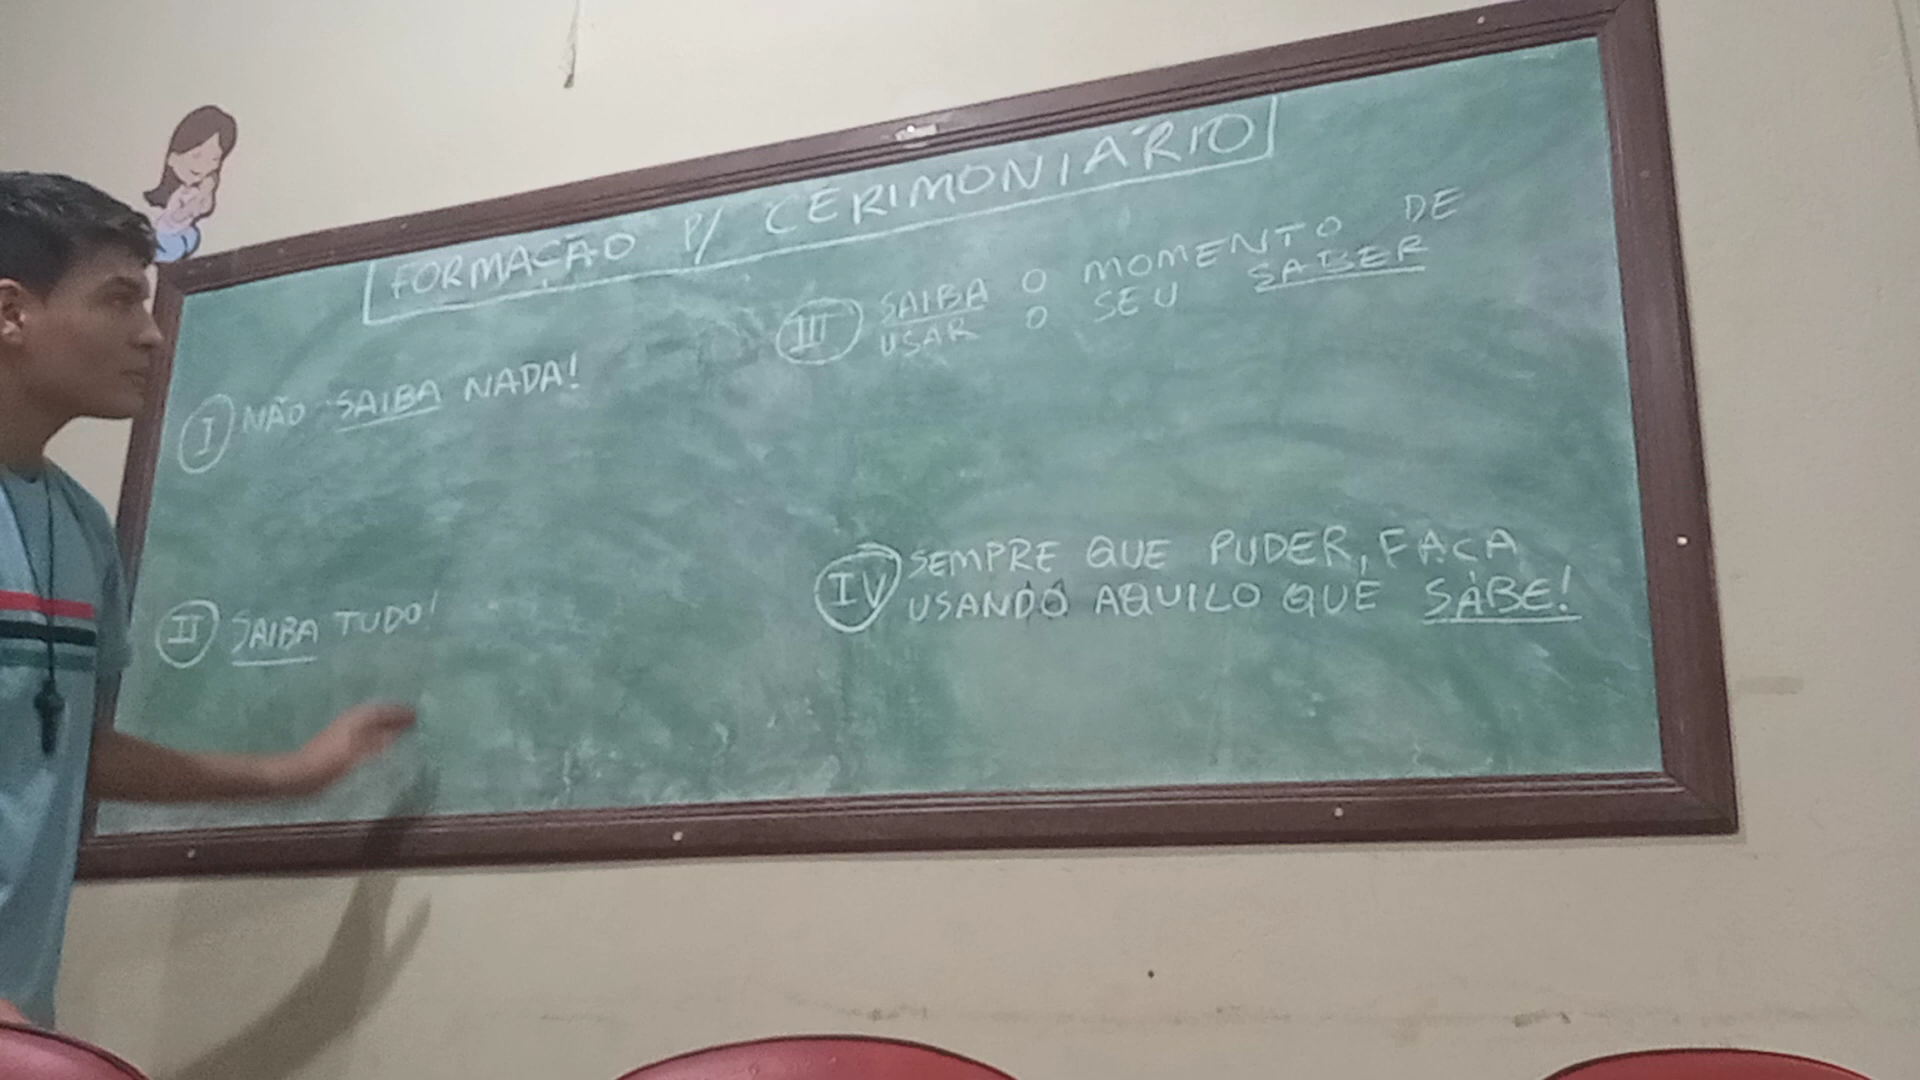 FORMAÇÃO P/ CERIMONIÁRIO
I NÃO SAIBA NADA!
II SAIBA TUDO!
III SAIBA O MOMENTO DE
USAR O SEU SABER
IV SEMPRE QUE PUDER, FAÇA
USANDO AQUILO QUE SABE!